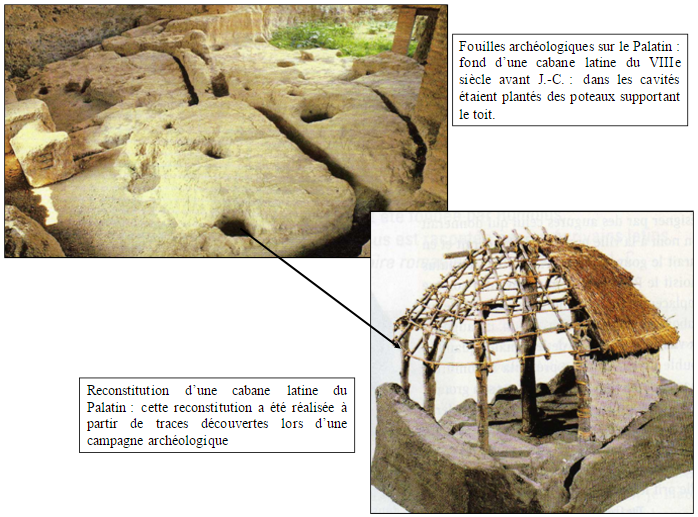 Fouilles archéologiques sur le Palatin :
fond d'une cabane latine du VIIIe
siècle avant J.-C. : dans les cavités
étaient plantés des poteaux supportant
le toit.
Reconstitution d'une cabane latine du
Palatin : cette reconstitution a été réalisée à
partir de traces découvertes lors d'une
campagne archéologique